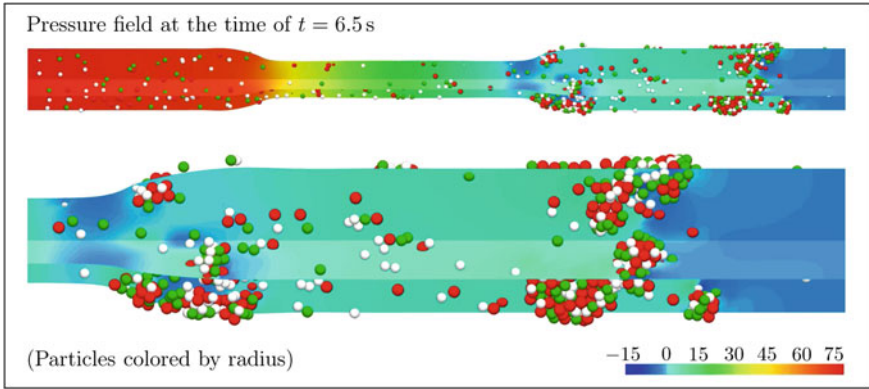 Pressure field at the time of t = 6.5 s
(Particles colored by radius)
−15 0 15 30 45 60 75